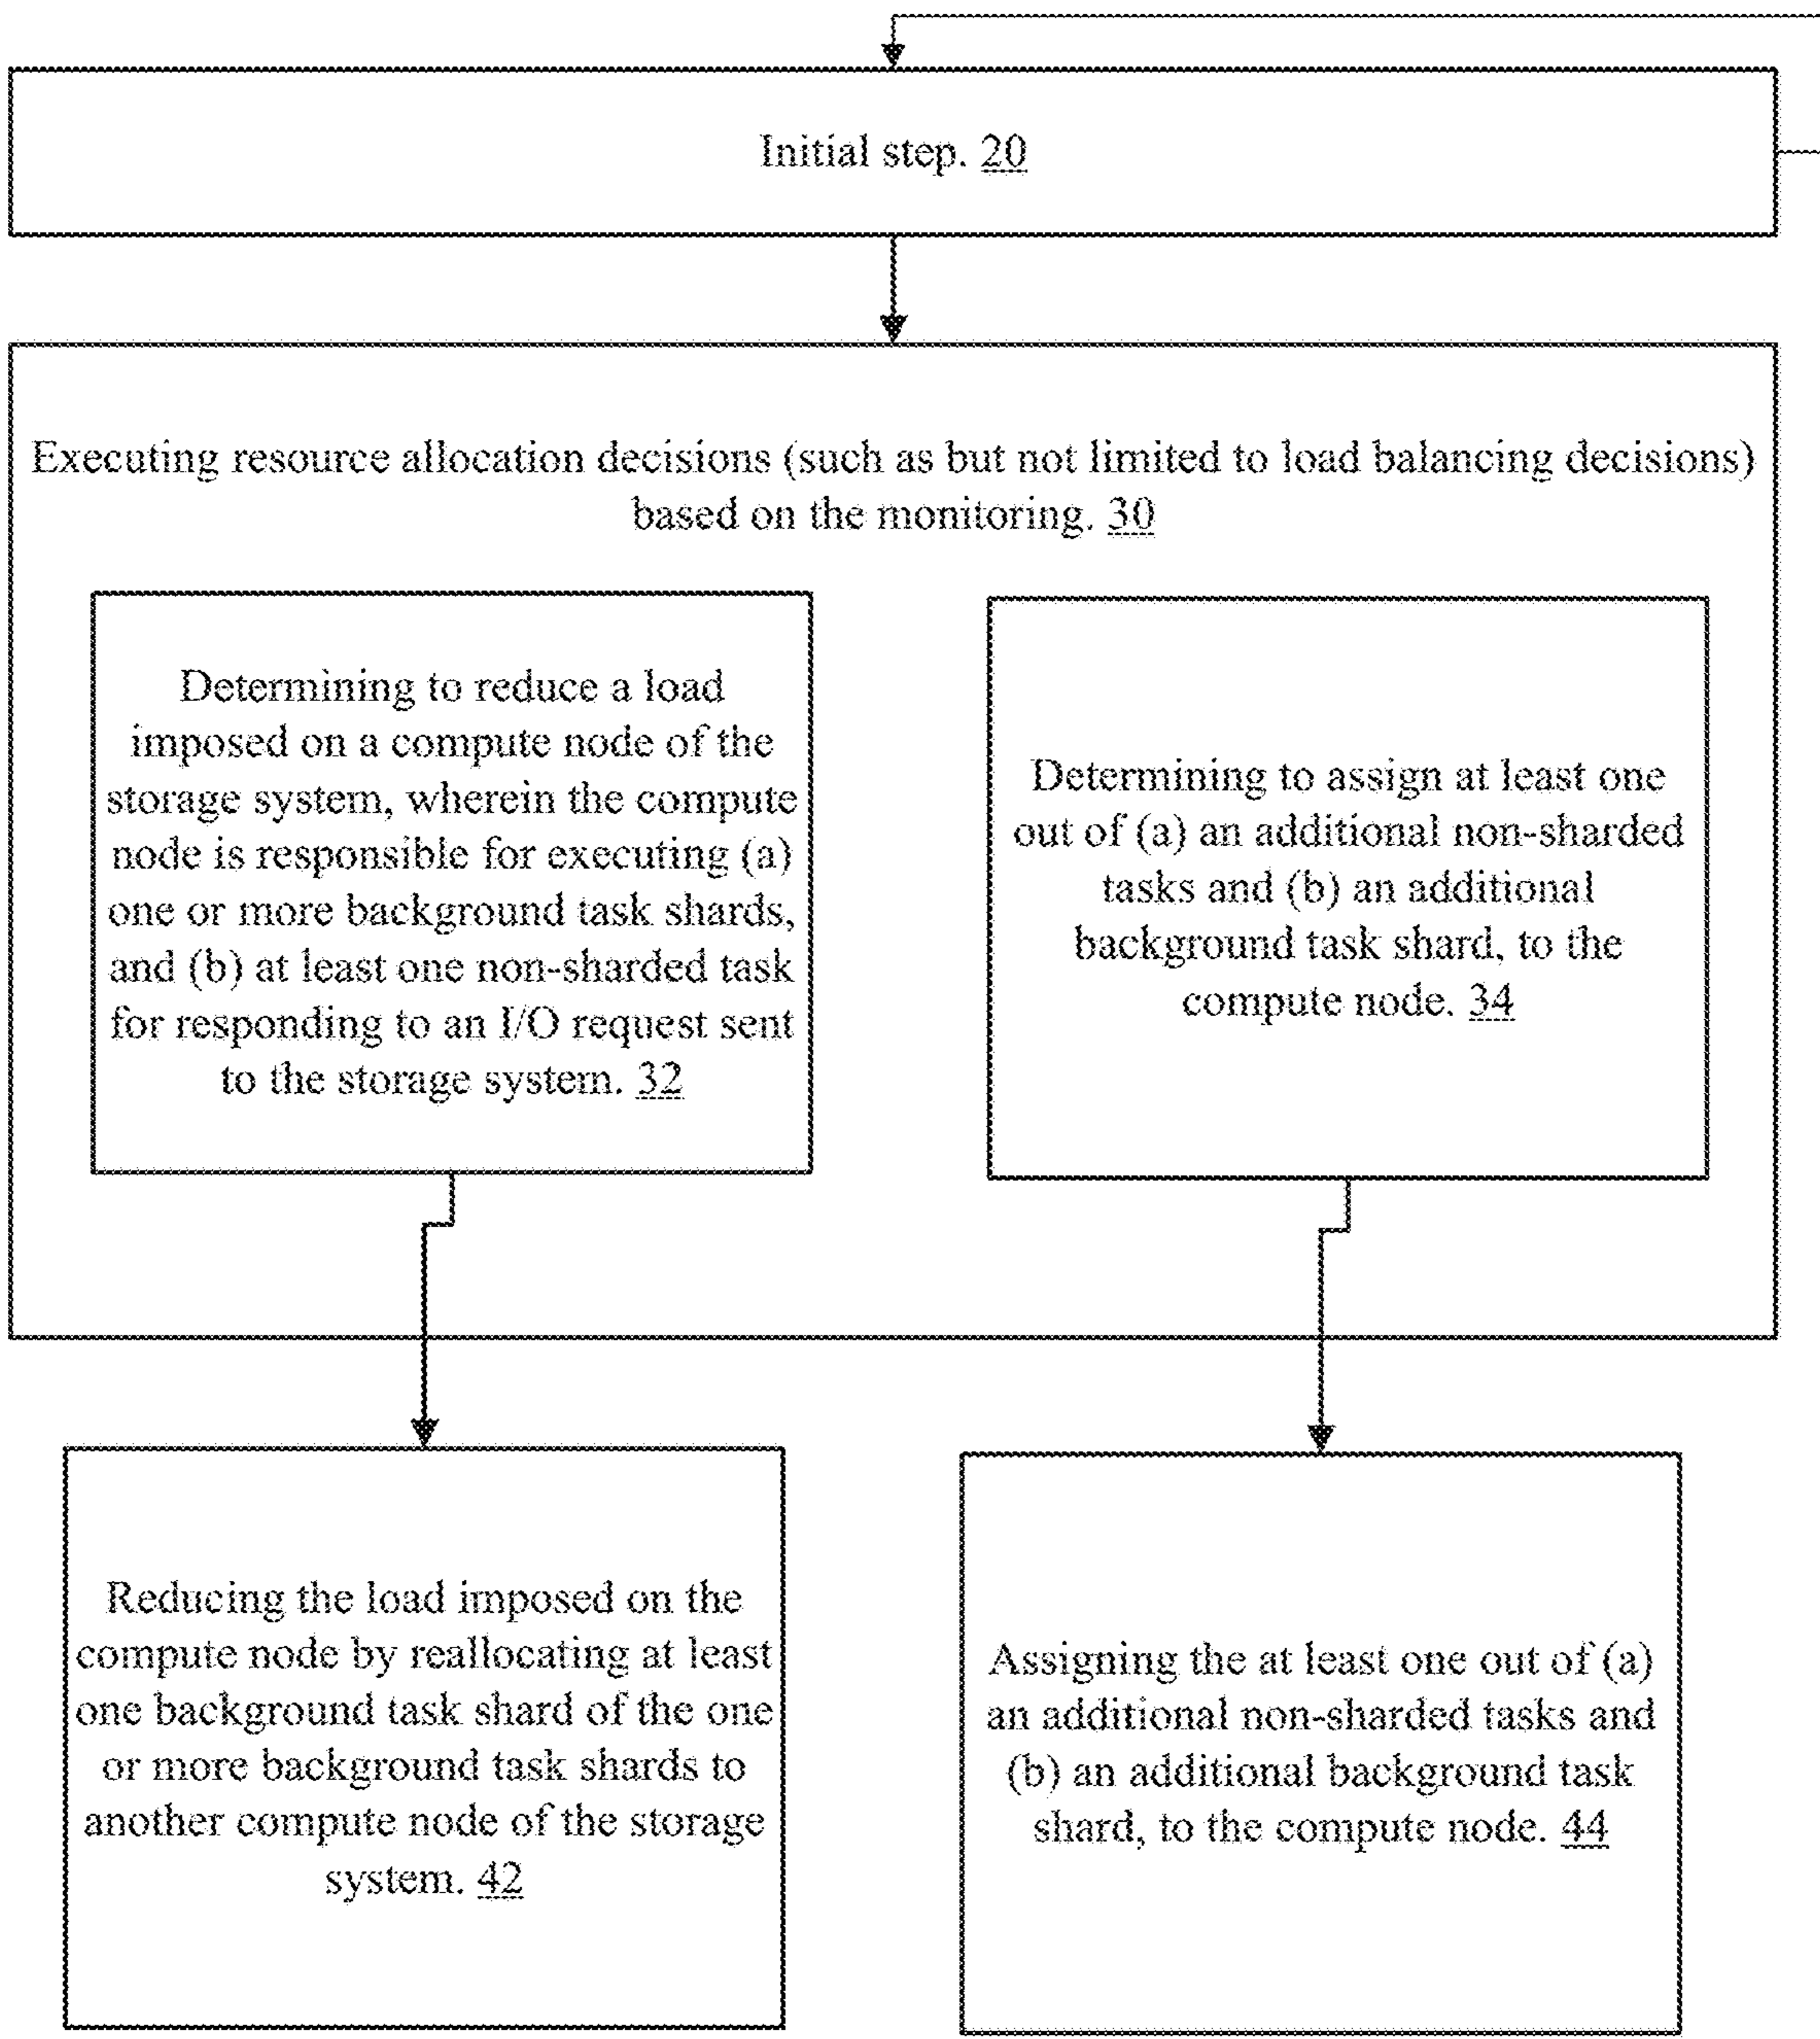 Initial step. 20
Executing resource allocation decisions (such as but not limited to load balancing decisions)
based on the monitoring. 30
Determining to reduce a load
imposed on a compute node of the
storage system, wherein the compute
node is responsible for executing (a)
one or more background task shards,
and (b) at least one non-sharded task
for responding to an I/O request sent
to the storage system. 32
Determining to assign at least one
out of (a) an additional non-sharded
tasks and (b) an additional
background task shard, to the
compute node. 34
Reducing the load imposed on the
compute node by reallocating at least
one background task shard of the one
or more background task shards to
another compute node of the storage
system. 42
Assigning the at least one out of (a)
an additional non-sharded tasks and
(b) an additional background task
shard, to the compute node. 44